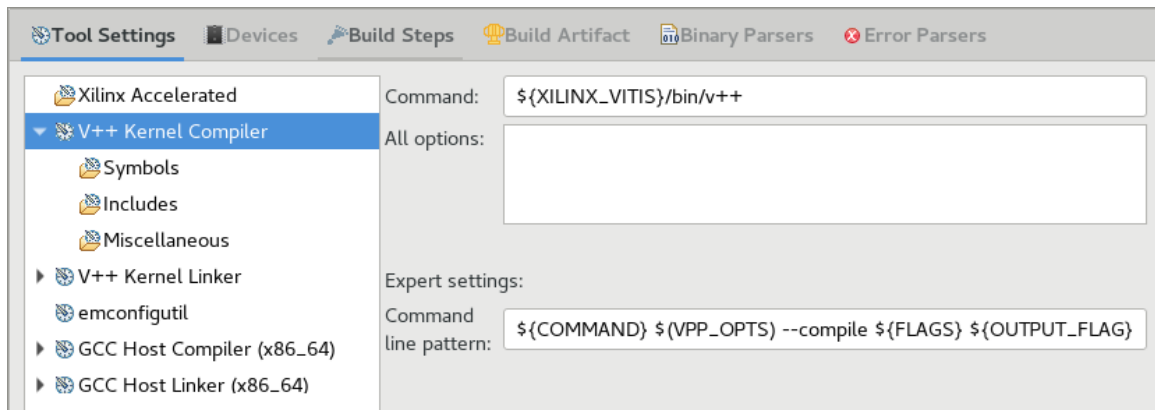 Tool Settings Devices Build Steps Build Artifact Binary Parsers Error Parsers
Xilinx Accelerated
V++ Kernel Compiler
Symbols
Includes
Miscellaneous
V++ Kernel Linker
emconfigutil
GCC Host Compiler (x86_64)
GCC Host Linker (x86_64)
Command: ${XILINX_VITIS}/bin/v++
All options:
Expert settings:
Command
line pattern: ${COMMAND} $(VPP_OPTS) --compile ${FLAGS} ${OUTPUT_FLAG}